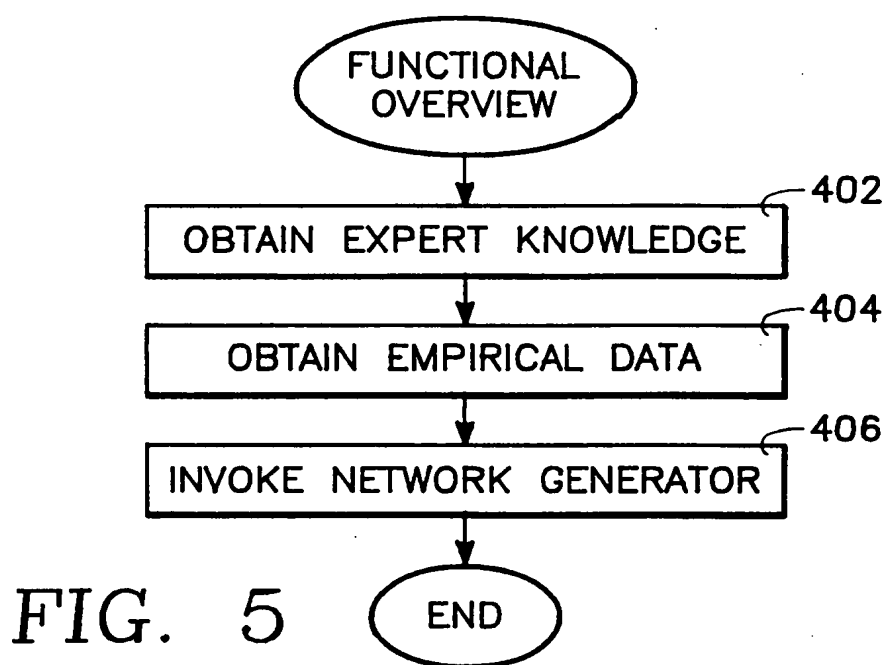 FUNCTIONAL
OVERVIEW
402
OBTAIN EXPERT KNOWLEDGE
404
OBTAIN EMPIRICAL DATA
406
INVOKE NETWORK GENERATOR
END
FIG. 5